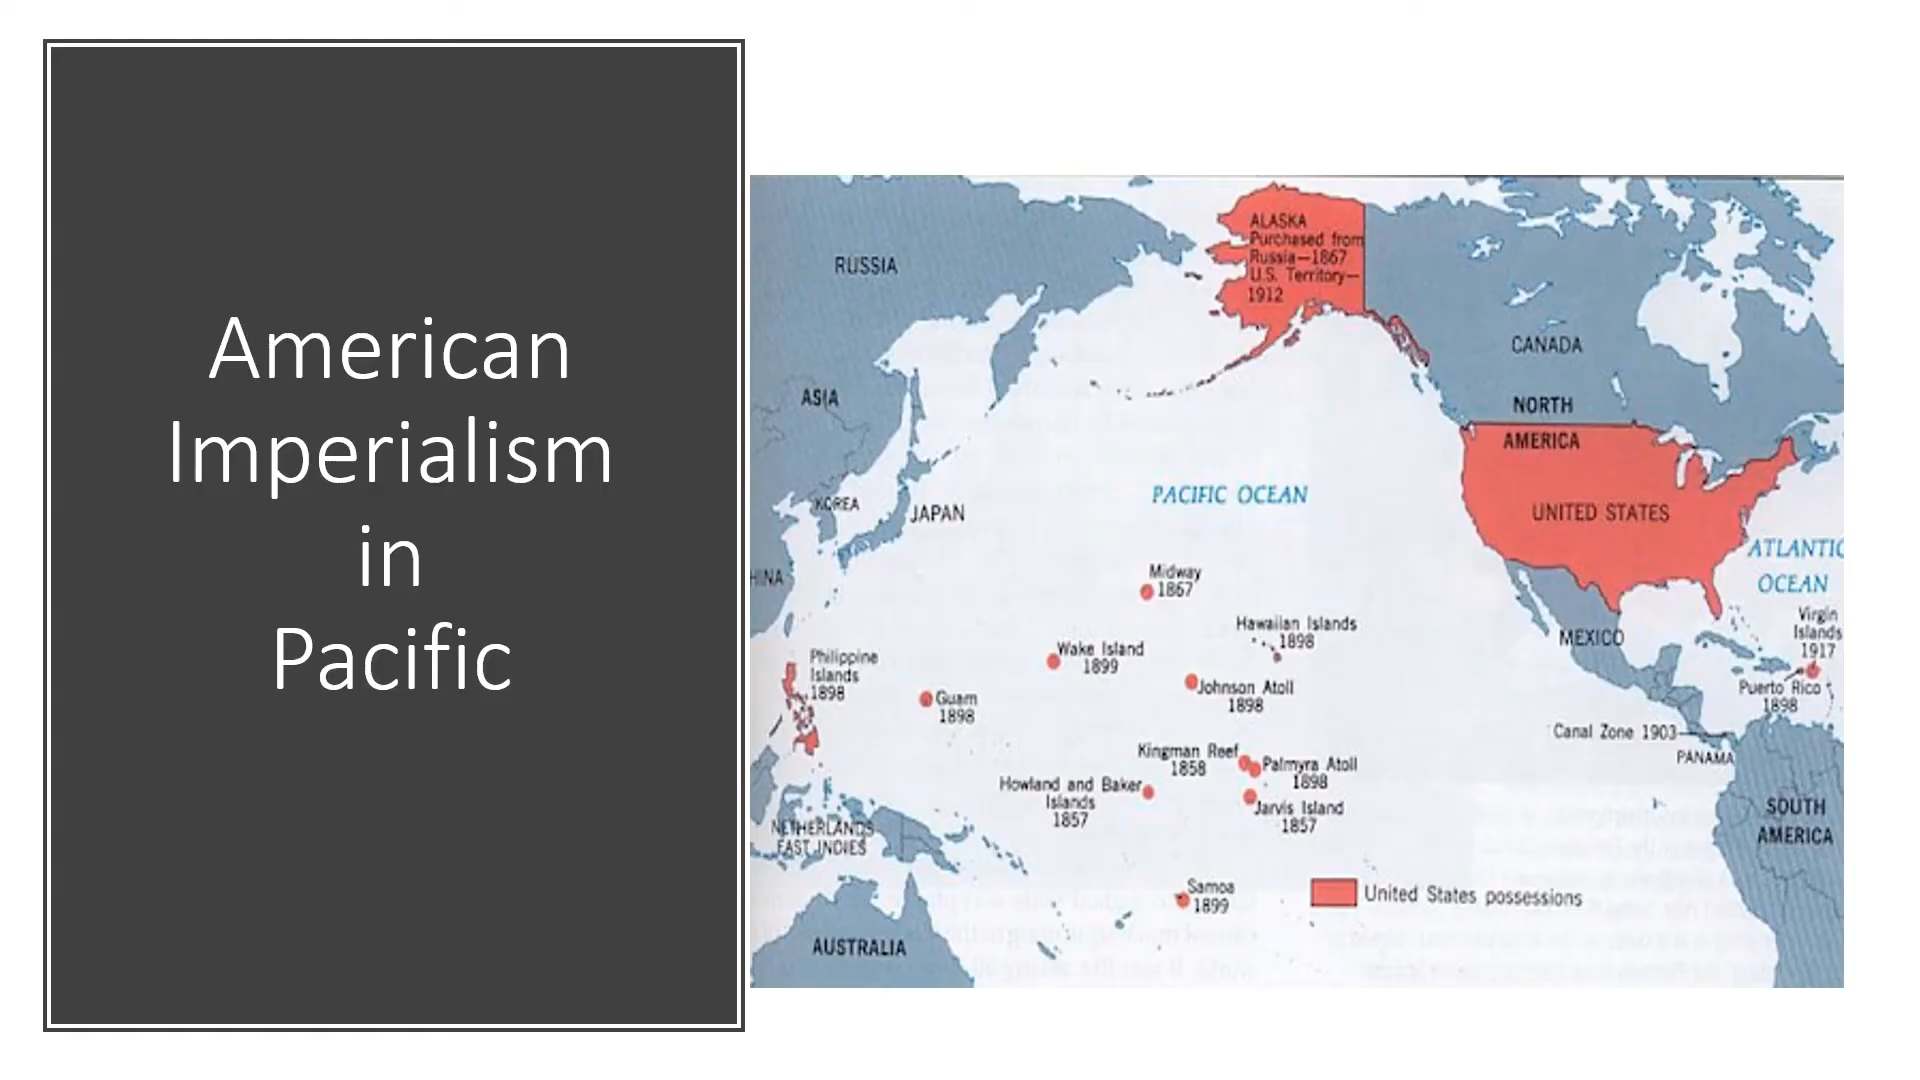 American
Imperialism
in
Pacific
ALASKA
Purchased from
Russia—1867
U.S. Territory—
1912
RUSSIA
CANADA
ASIA
NORTH
AMERICA
PACIFIC OCEAN
KOREA
JAPAN
UNITED STATES
ATLANTIC
OCEAN
HINA
Midway
1867
Hawaiian Islands
1898
Virgin
Islands
1917
MEXICO
Wake Island
1899
Philippine
Islands
1898
Guam
1898
Johnson Atoll
1898
Puerto Rico
1898
Canal Zone 1903
PANAMA
Kingman Reef
1858
Palmyra Atoll
1898
Howland and Baker
Islands
1857
Jarvis Island
1857
SOUTH
AMERICA
NETHERLANDS
EAST INDIES
Samoa
1899
United States possessions
AUSTRALIA